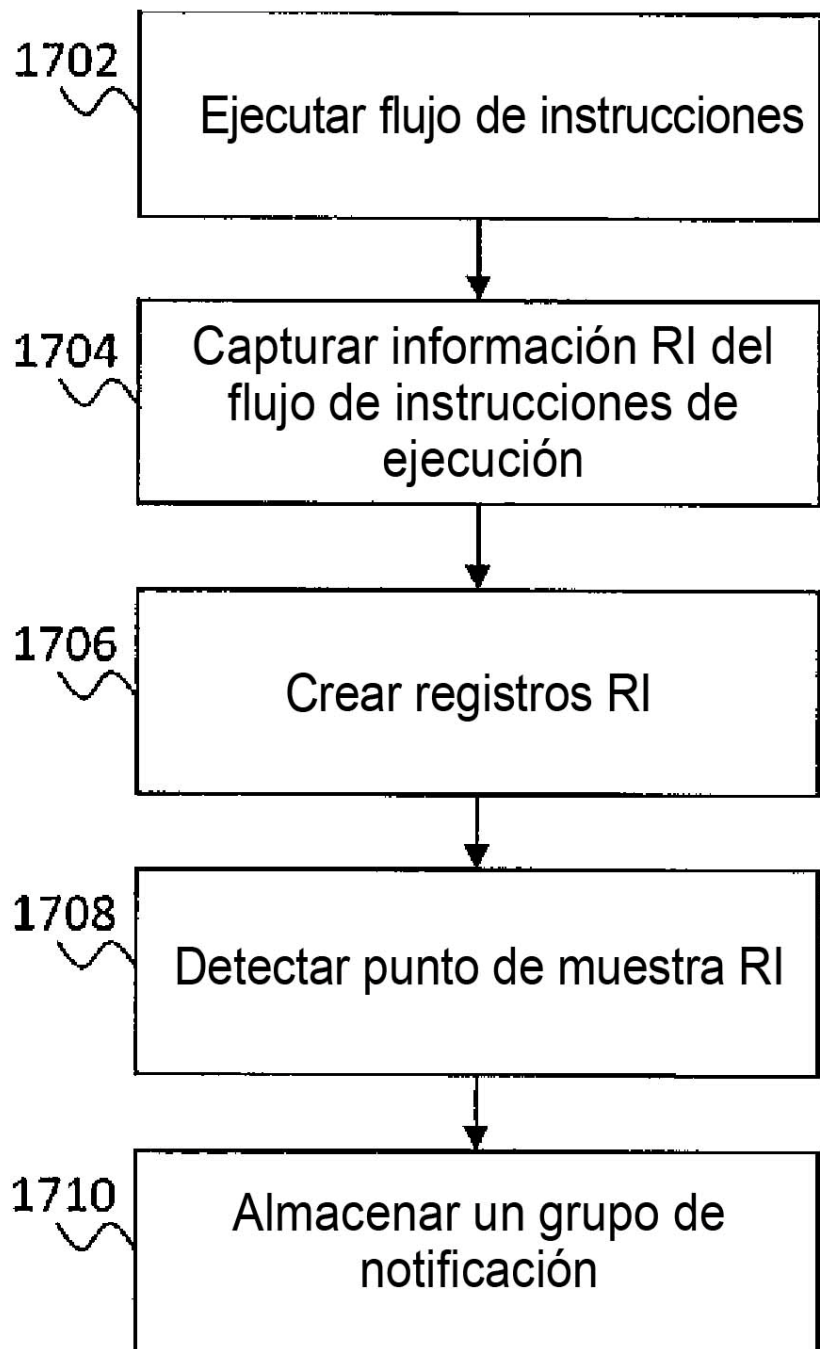 1702
Ejecutar flujo de instrucciones
1704
Capturar información RI del
flujo de instrucciones de
ejecución
1706
Crear registros RI
1708
Detectar punto de muestra RI
1710
Almacenar un grupo de
notificación